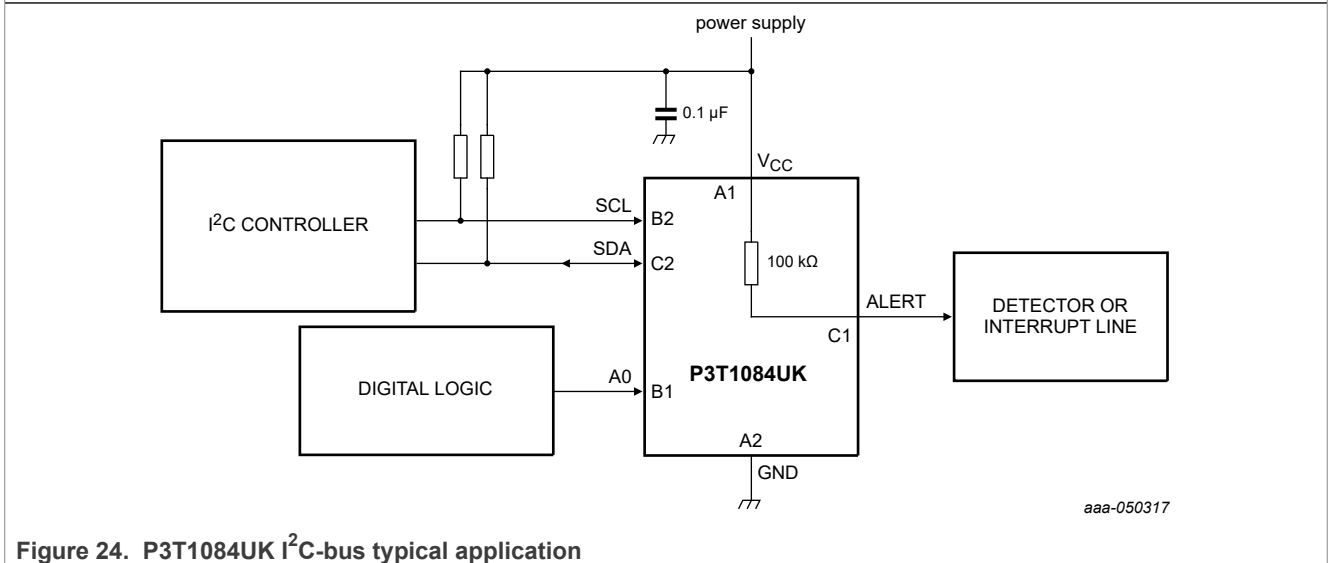 power supply
0.1 µF
VCC
A1
I2C CONTROLLER
SCL
B2
SDA
C2
100 kΩ
ALERT
C1
DETECTOR OR
INTERRUPT LINE
P3T1084UK
DIGITAL LOGIC
A0
B1
A2
GND
aaa-050317
Figure 24. P3T1084UK I2C-bus typical application